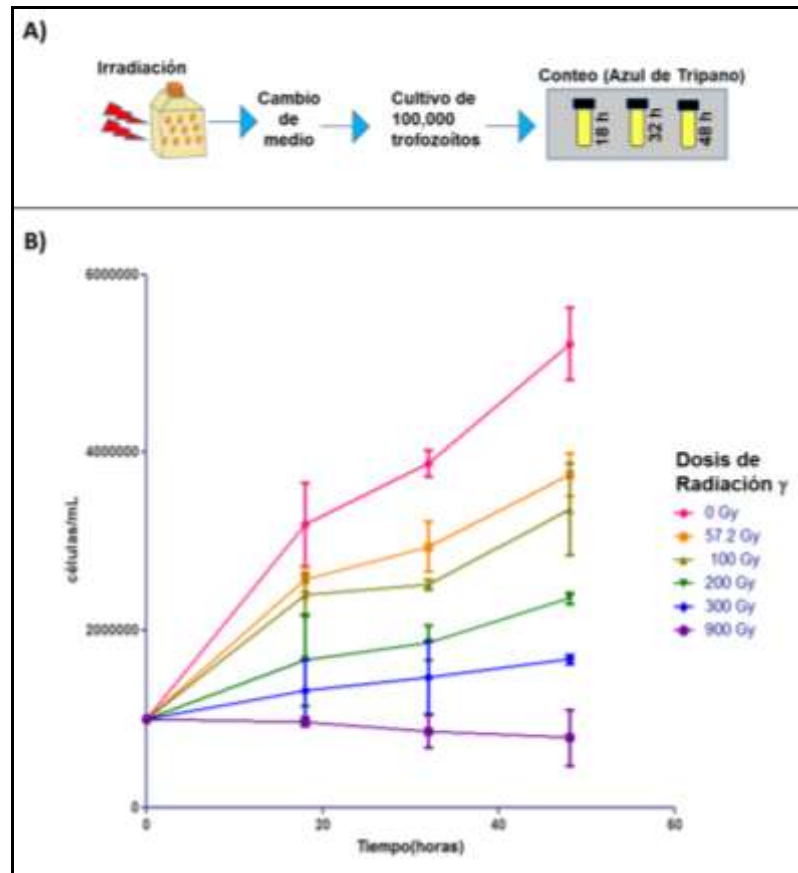 A)
Irradiación
Cambio
de
medio
Cultivo de
100,000
trofozoítos
Conteo (Azul de Tripano)
18 h
32 h
48 h
B)
6000000
4000000
2000000
0
células/mL
0
20
40
60
Tiempo(horas)
Dosis de
Radiación γ
0 Gy
57.2 Gy
100 Gy
200 Gy
300 Gy
900 Gy